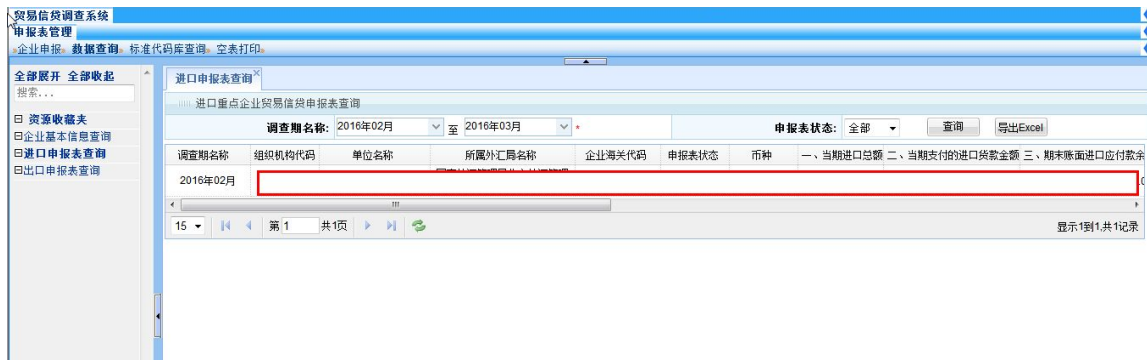 贸易信贷调查系统
申报表管理
企业申报 数据查询 标准代码库查询 空表打印
全部展开 全部收起
搜索...
资源收藏夹
企业基本信息查询
进口申报表查询
出口申报表查询
进口申报表查询
进口重点企业贸易信贷申报表查询
调查期名称: 2016年02月 至 2016年03月 * 申报表状态: 全部 查询 导出Excel
调查期名称 组织机构代码 单位名称 所属外汇局名称 企业海关代码 申报表状态 币种 一、当期进口总额 二、当期支付的进口货款金额 三、期末账面进口应付款余
2016年02月
15 第 1 共1页 显示1到1,共1记录